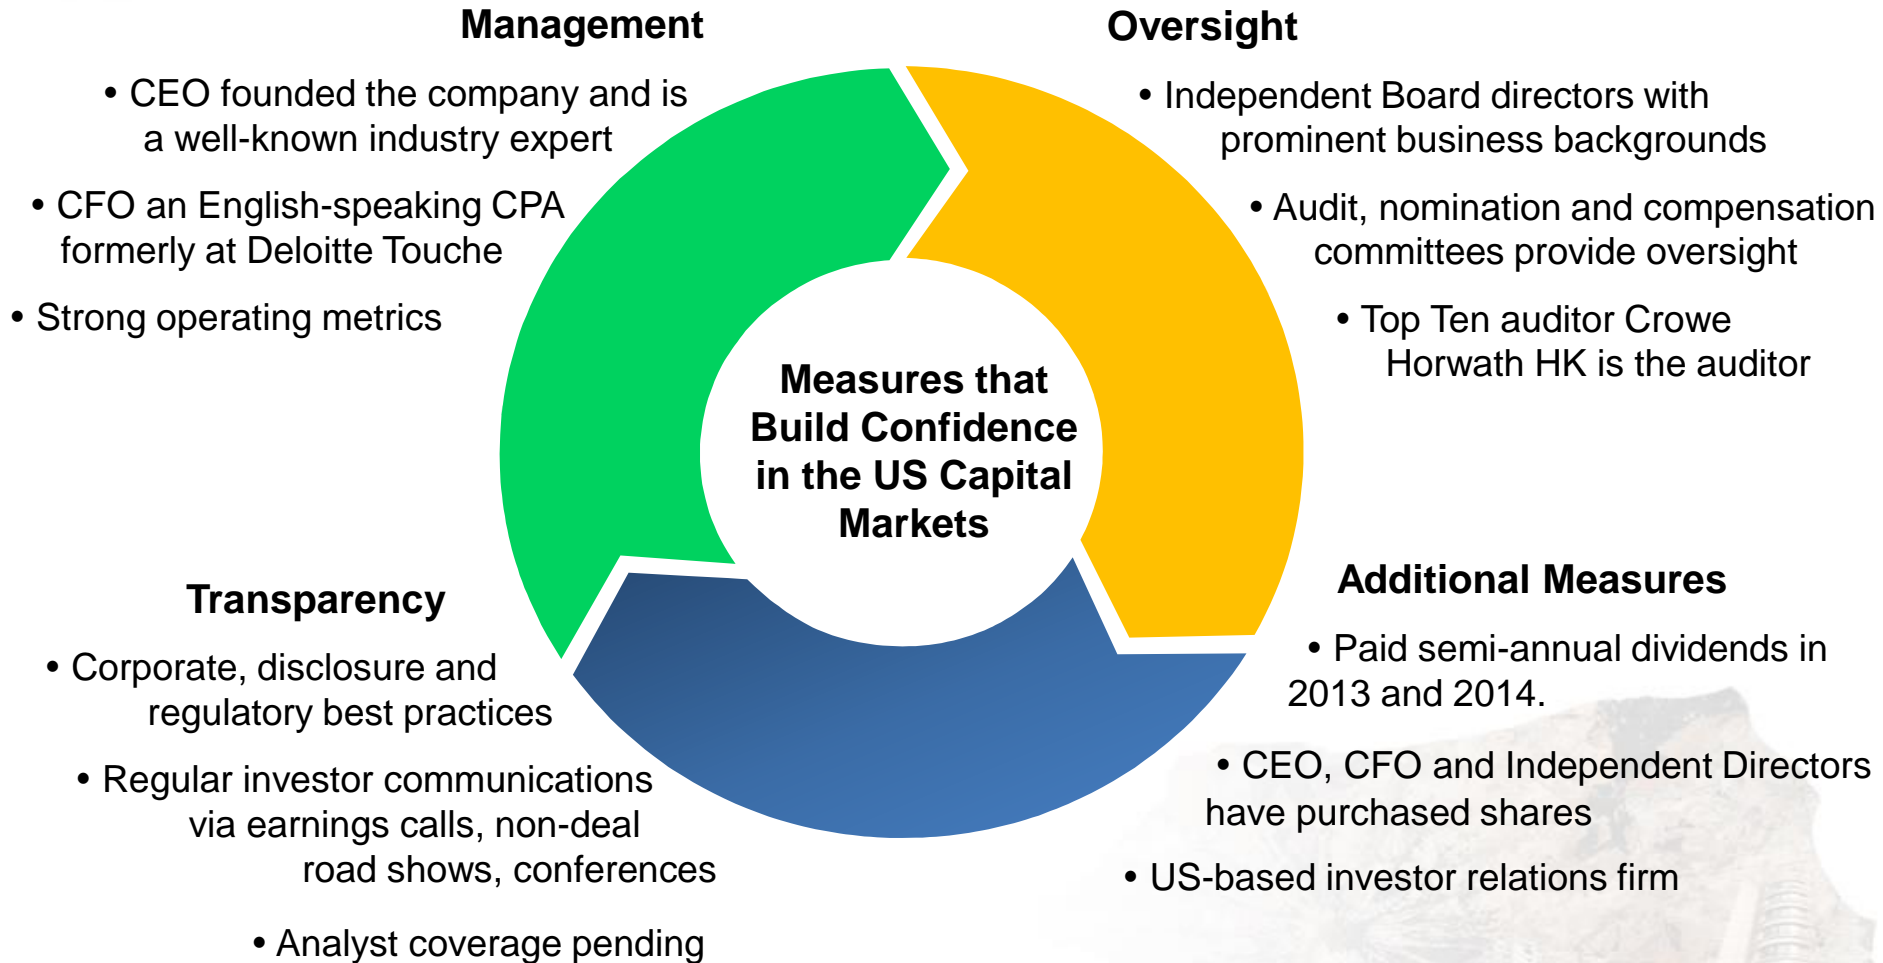 Management
• CEO founded the company and is
a well-known industry expert
• CFO an English-speaking CPA
formerly at Deloitte Touche
• Strong operating metrics
Oversight
• Independent Board directors with
prominent business backgrounds
• Audit, nomination and compensation
committees provide oversight
• Top Ten auditor Crowe
Horwath HK is the auditor
Measures that
Build Confidence
in the US Capital
Markets
Transparency
• Corporate, disclosure and
regulatory best practices
• Regular investor communications
via earnings calls, non-deal
road shows, conferences
• Analyst coverage pending
Additional Measures
• Paid semi-annual dividends in
2013 and 2014.
• CEO, CFO and Independent Directors
have purchased shares
• US-based investor relations firm